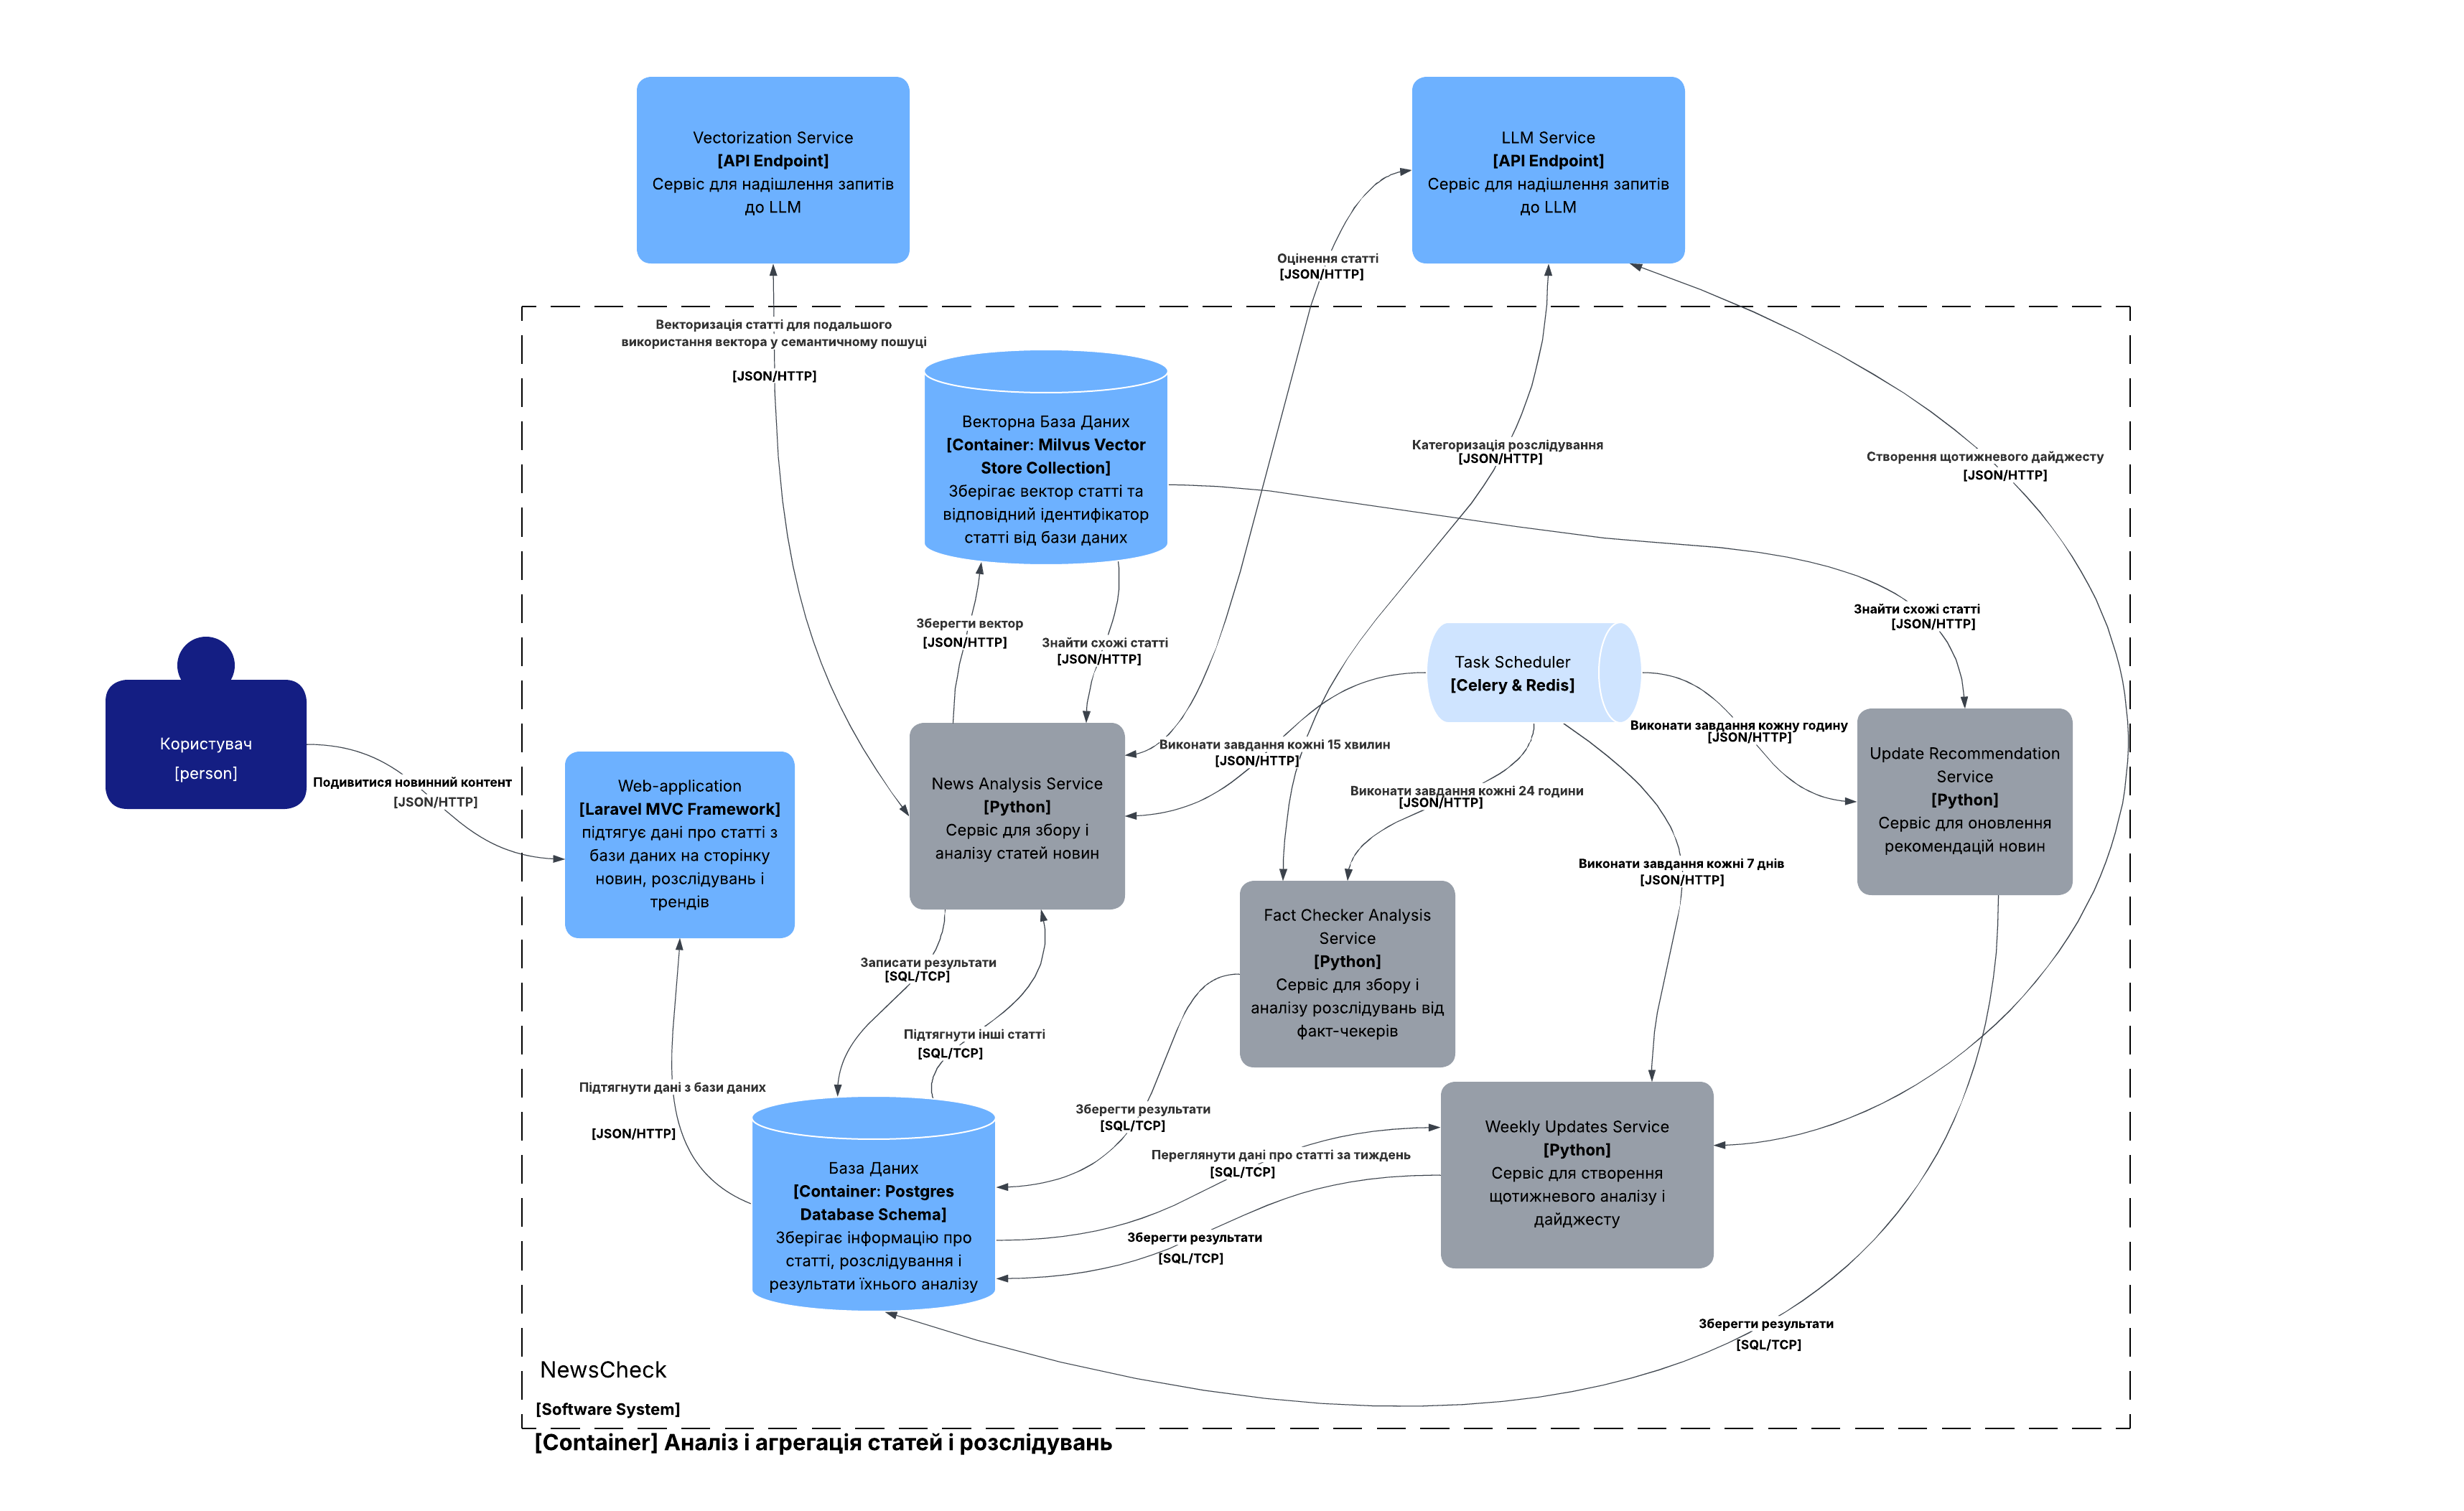 Vectorization Service
[API Endpoint]
Сервіс для надішлення запитів
до LLM
LLM Service
[API Endpoint]
Сервіс для надішлення запитів
до LLM
Оцінення статті
[JSON/HTTP]
Векторизація статті для подальшого
використання вектора у семантичному пошуці
[JSON/HTTP]
Векторна База Даних
[Container: Milvus Vector
Store Collection]
Зберігає вектор статті та
відповідний ідентифікатор
статті від бази даних
Категоризація розслідування
[JSON/HTTP]
Створення щотижневого дайджесту
[JSON/HTTP]
Зберегти вектор
[JSON/HTTP]
Знайти схожі статті
[JSON/HTTP]
Знайти схожі статті
[JSON/HTTP]
Task Scheduler
[Celery & Redis]
Користувач
[person]
Подивитися новинний контент
[JSON/HTTP]
Web-application
[Laravel MVC Framework]
підтягує дані про статті з
бази даних на сторінку
новин, розслідувань і
трендів
News Analysis Service
[Python]
Сервіс для збору і
аналізу статей новин
Виконати завдання кожні 15 хвилин
[JSON/HTTP]
Виконати завдання кожну годину
[JSON/HTTP]
Update Recommendation
Service
[Python]
Сервіс для оновлення
рекомендацій новин
Виконати завдання кожні 24 години
[JSON/HTTP]
Виконати завдання кожні 7 днів
[JSON/HTTP]
Fact Checker Analysis
Service
[Python]
Сервіс для збору і
аналізу розслідувань від
факт-чекерів
Записати результати
[SQL/TCP]
Підтягнути інші статті
[SQL/TCP]
Підтягнути дані з бази даних
[JSON/HTTP]
Зберегти результати
[SQL/TCP]
Переглянути дані про статті за тиждень
[SQL/TCP]
Weekly Updates Service
[Python]
Сервіс для створення
щотижневого аналізу і
дайджесту
База Даних
[Container: Postgres
Database Schema]
Зберігає інформацію про
статті, розслідування і
результати їхнього аналізу
Зберегти результати
[SQL/TCP]
Зберегти результати
[SQL/TCP]
NewsCheck
[Software System]
[Container] Аналіз і агрегація статей і розслідувань